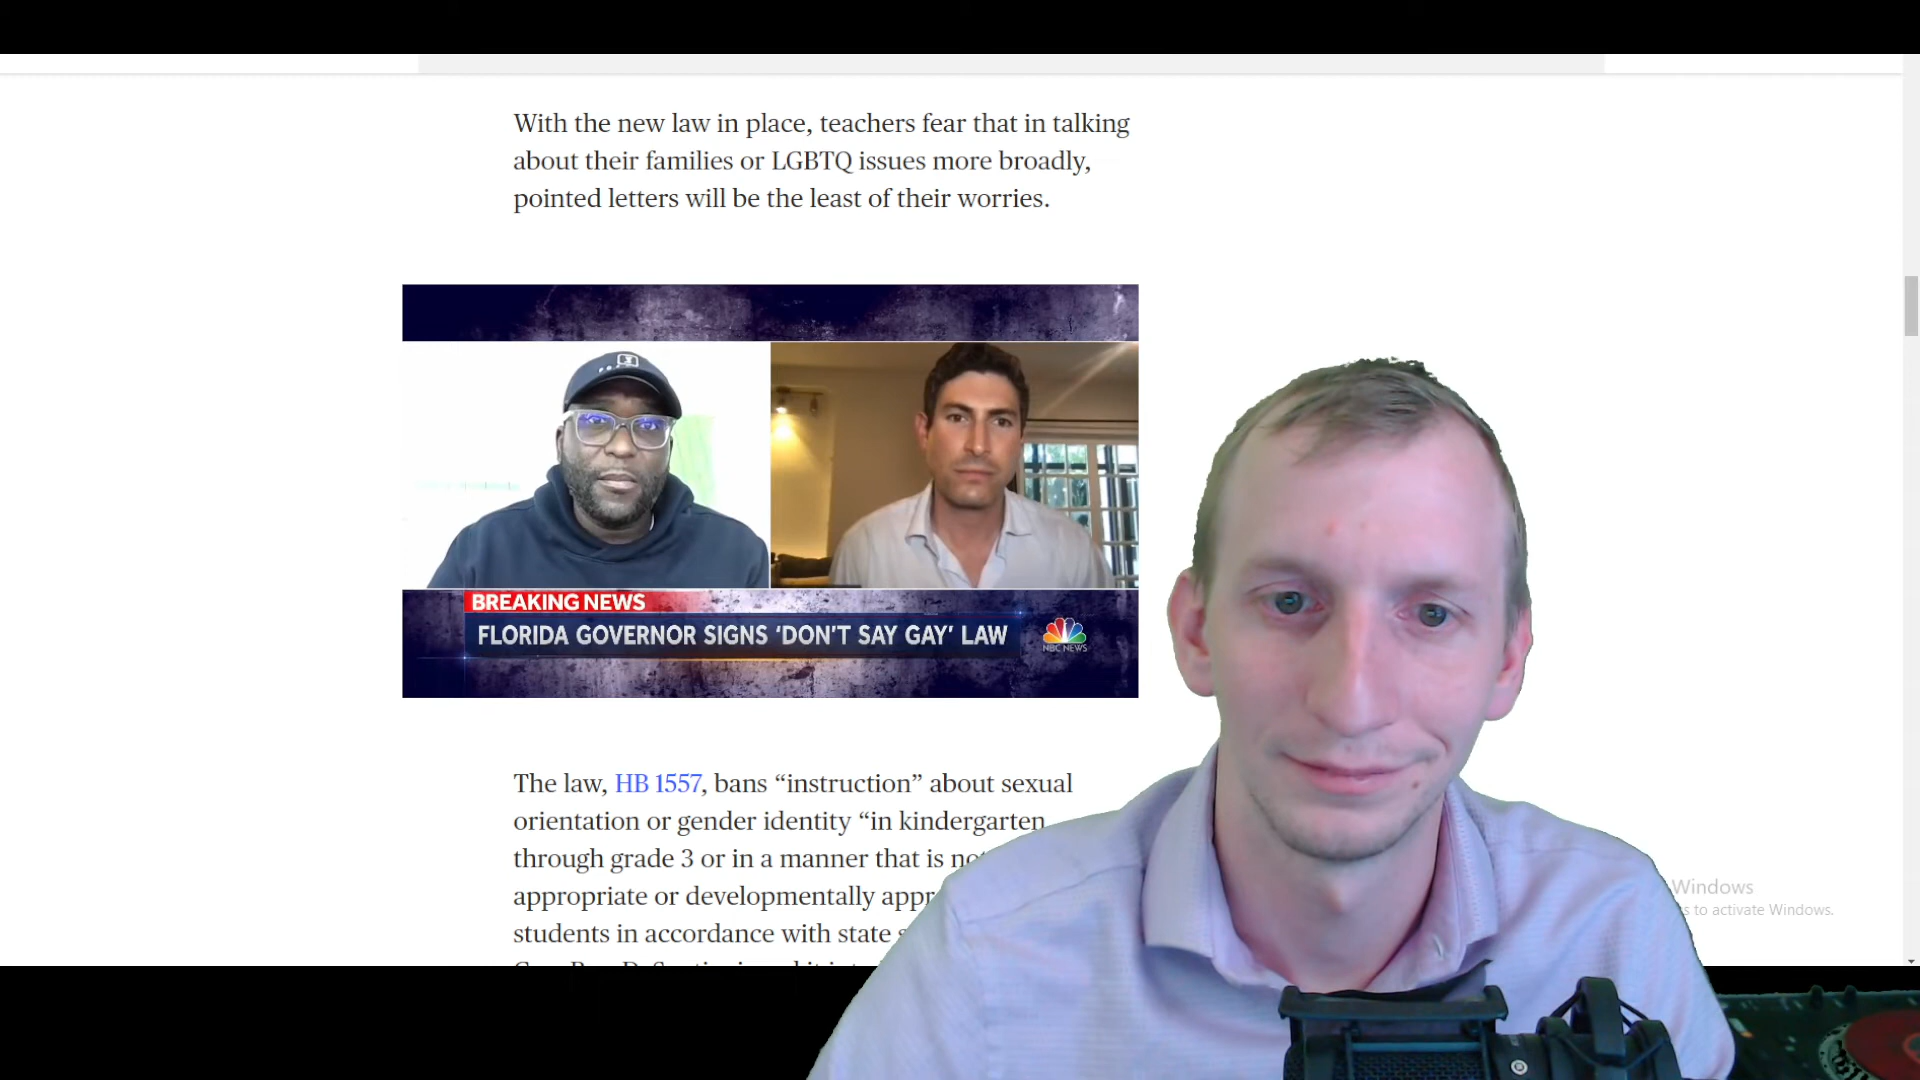 With the new law in place, teachers fear that in talking
about their families or LGBTQ issues more broadly,
pointed letters will be the least of their worries.
BREAKING NEWS
FLORIDA GOVERNOR SIGNS ‘DON'T SAY GAY’ LAW
NBC NEWS
The law, HB 1557, bans “instruction” about sexual
orientation or gender identity “in kindergarten
through grade 3 or in a manner that is
appropriate or developmentally
students in accordance with state
Windows
to activate Windows.